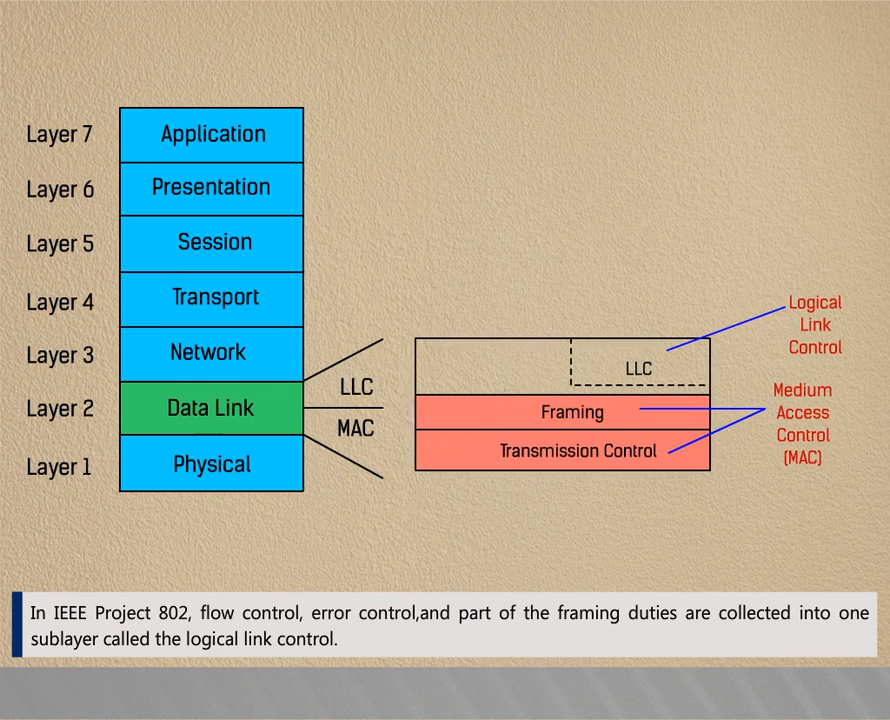 Layer 7 Application
Layer 6 Presentation
Layer 5 Session
Layer 4 Transport
Layer 3 Network
Layer 2 Data Link
Layer 1 Physical
LLC
MAC
LLC
Framing
Transmission Control
Logical
Link
Control
Medium
Access
Control
(MAC)
In IEEE Project 802, flow control, error control,and part of the framing duties are collected into one
sublayer called the logical link control.